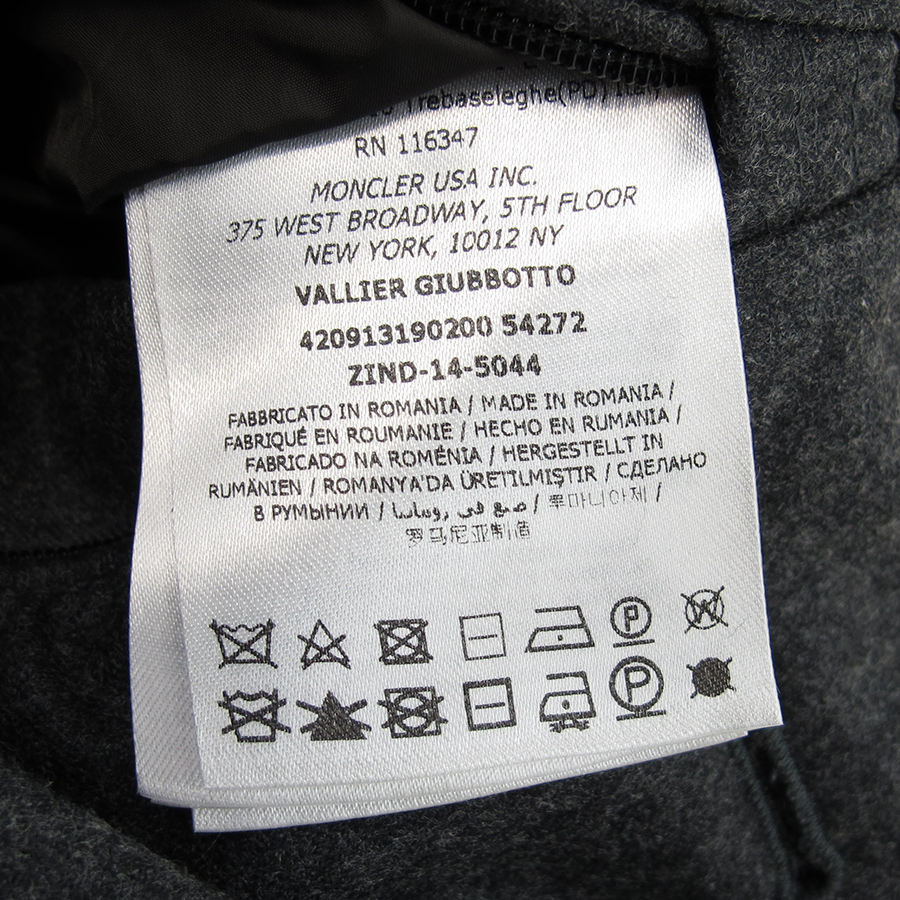 Trebaseleghe(PD) Italy
RN 116347
MONCLER USA INC.
375 WEST BROADWAY, 5TH FLOOR
NEW YORK, 10012 NY
VALLIER GIUBBOTTO
420913190200 54272
ZIND-14-5044
FABBRICATO IN ROMANIA / MADE IN ROMANIA /
FABRIQUÉ EN ROUMANIE / HECHO EN RUMANIA /
FABRICADO NA ROMÉNIA / HERGESTELLT IN
RUMÄNIEN / ROMANYA'DA ÜRETILMIŞTIR / СДЕЛАНО
В РУМЫНИИ / صنع في رومانيا / 루마니아제 /
罗马尼亚制造
P W
P